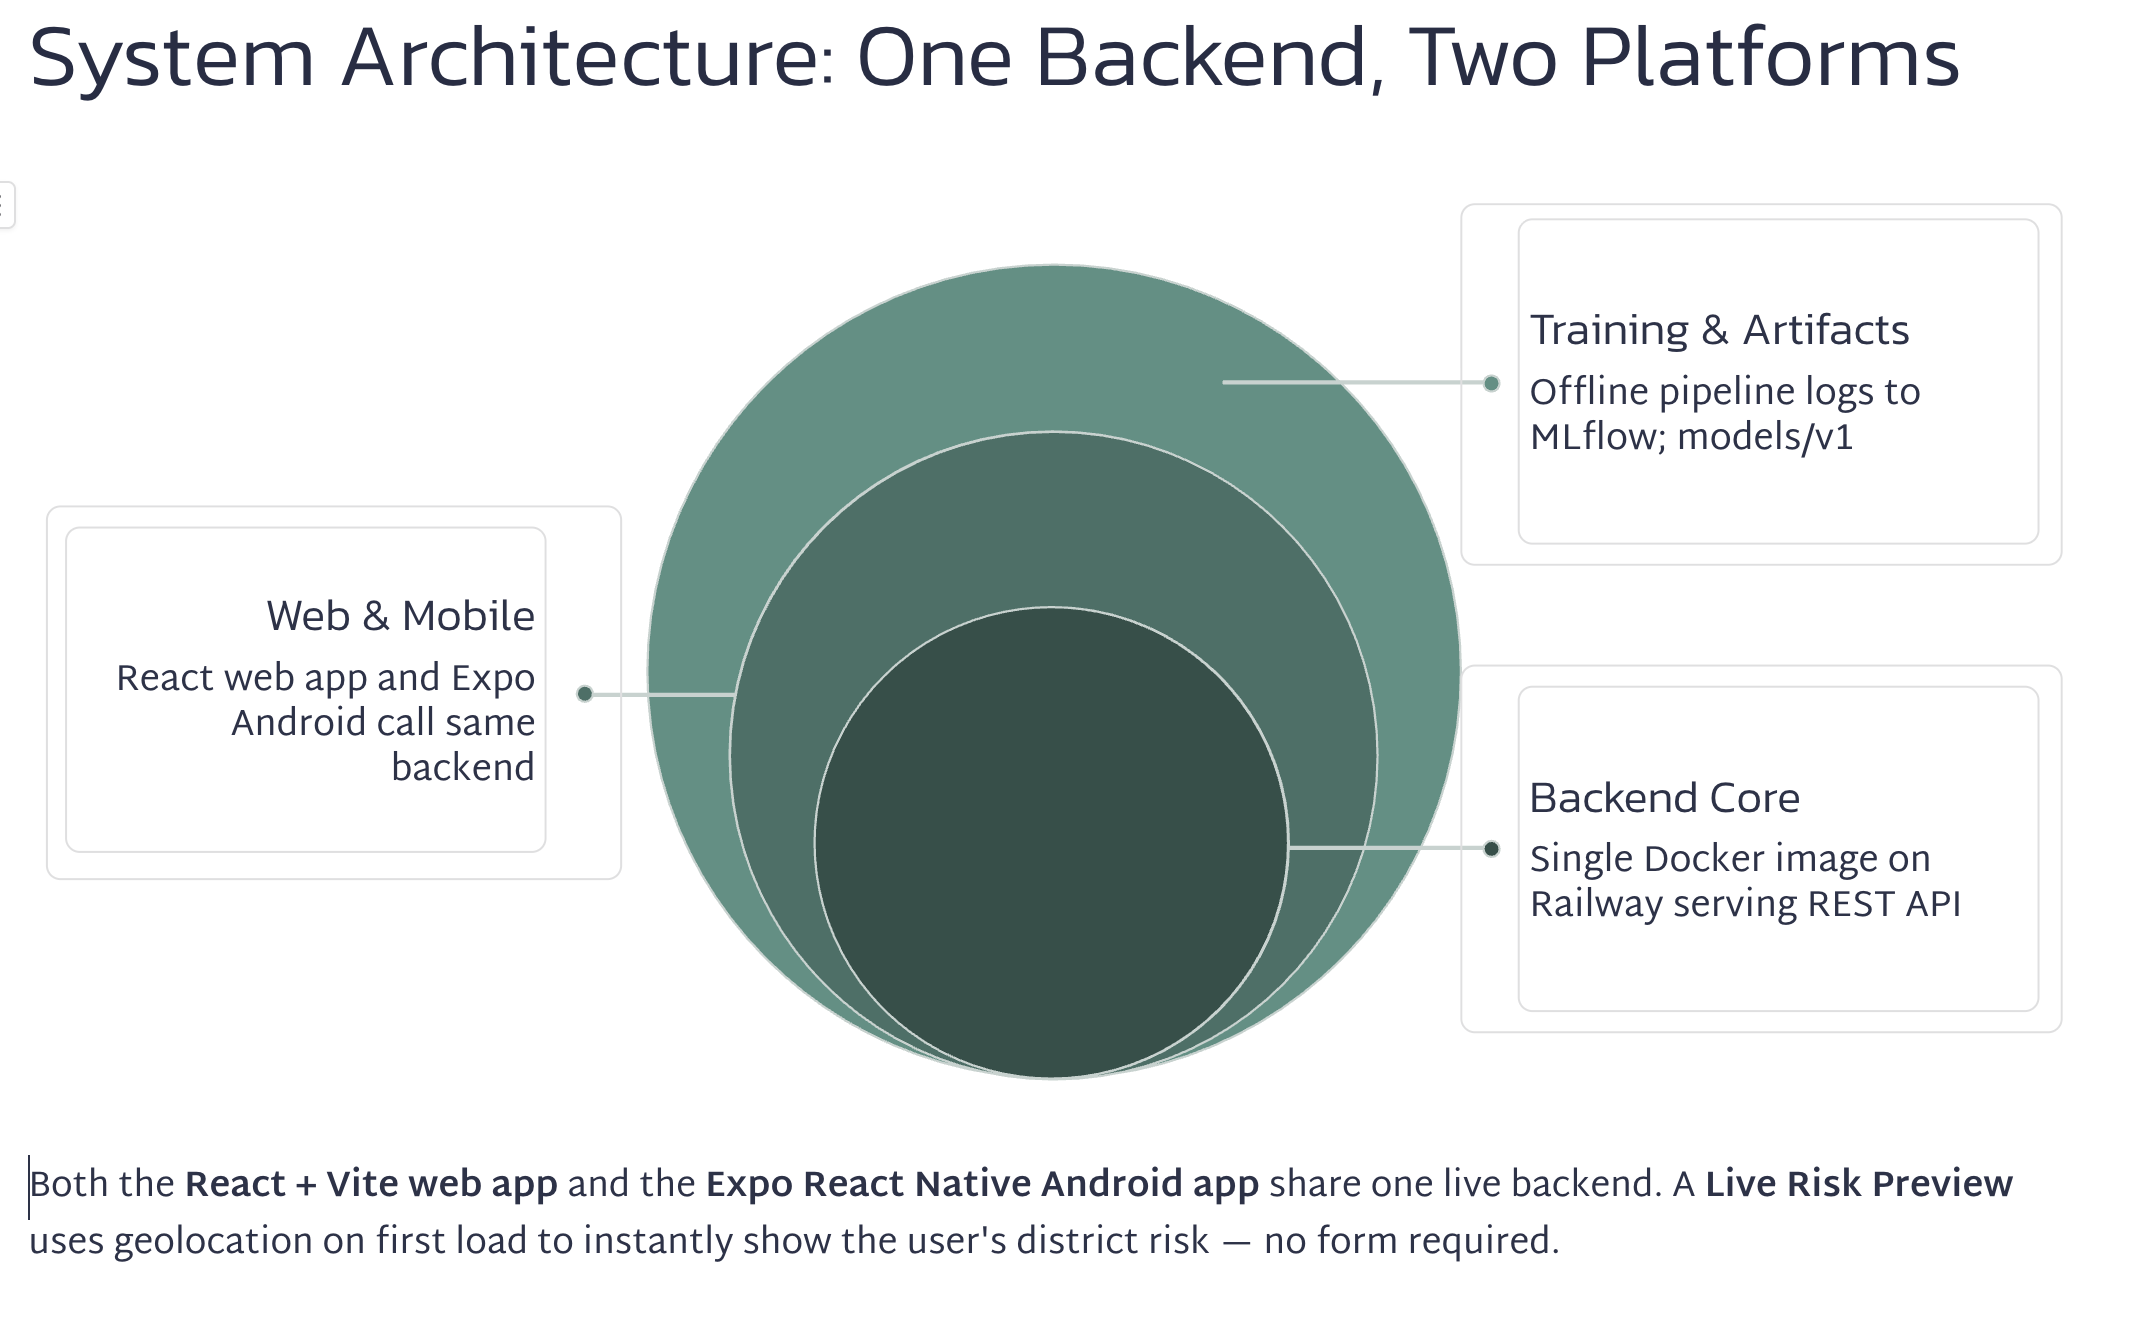 System Architecture: One Backend, Two Platforms
Training & Artifacts
Offline pipeline logs to
MLflow; models/v1
Web & Mobile
React web app and Expo
Android call same
backend
Backend Core
Single Docker image on
Railway serving REST API
Both the React + Vite web app and the Expo React Native Android app share one live backend. A Live Risk Preview
uses geolocation on first load to instantly show the user's district risk — no form required.